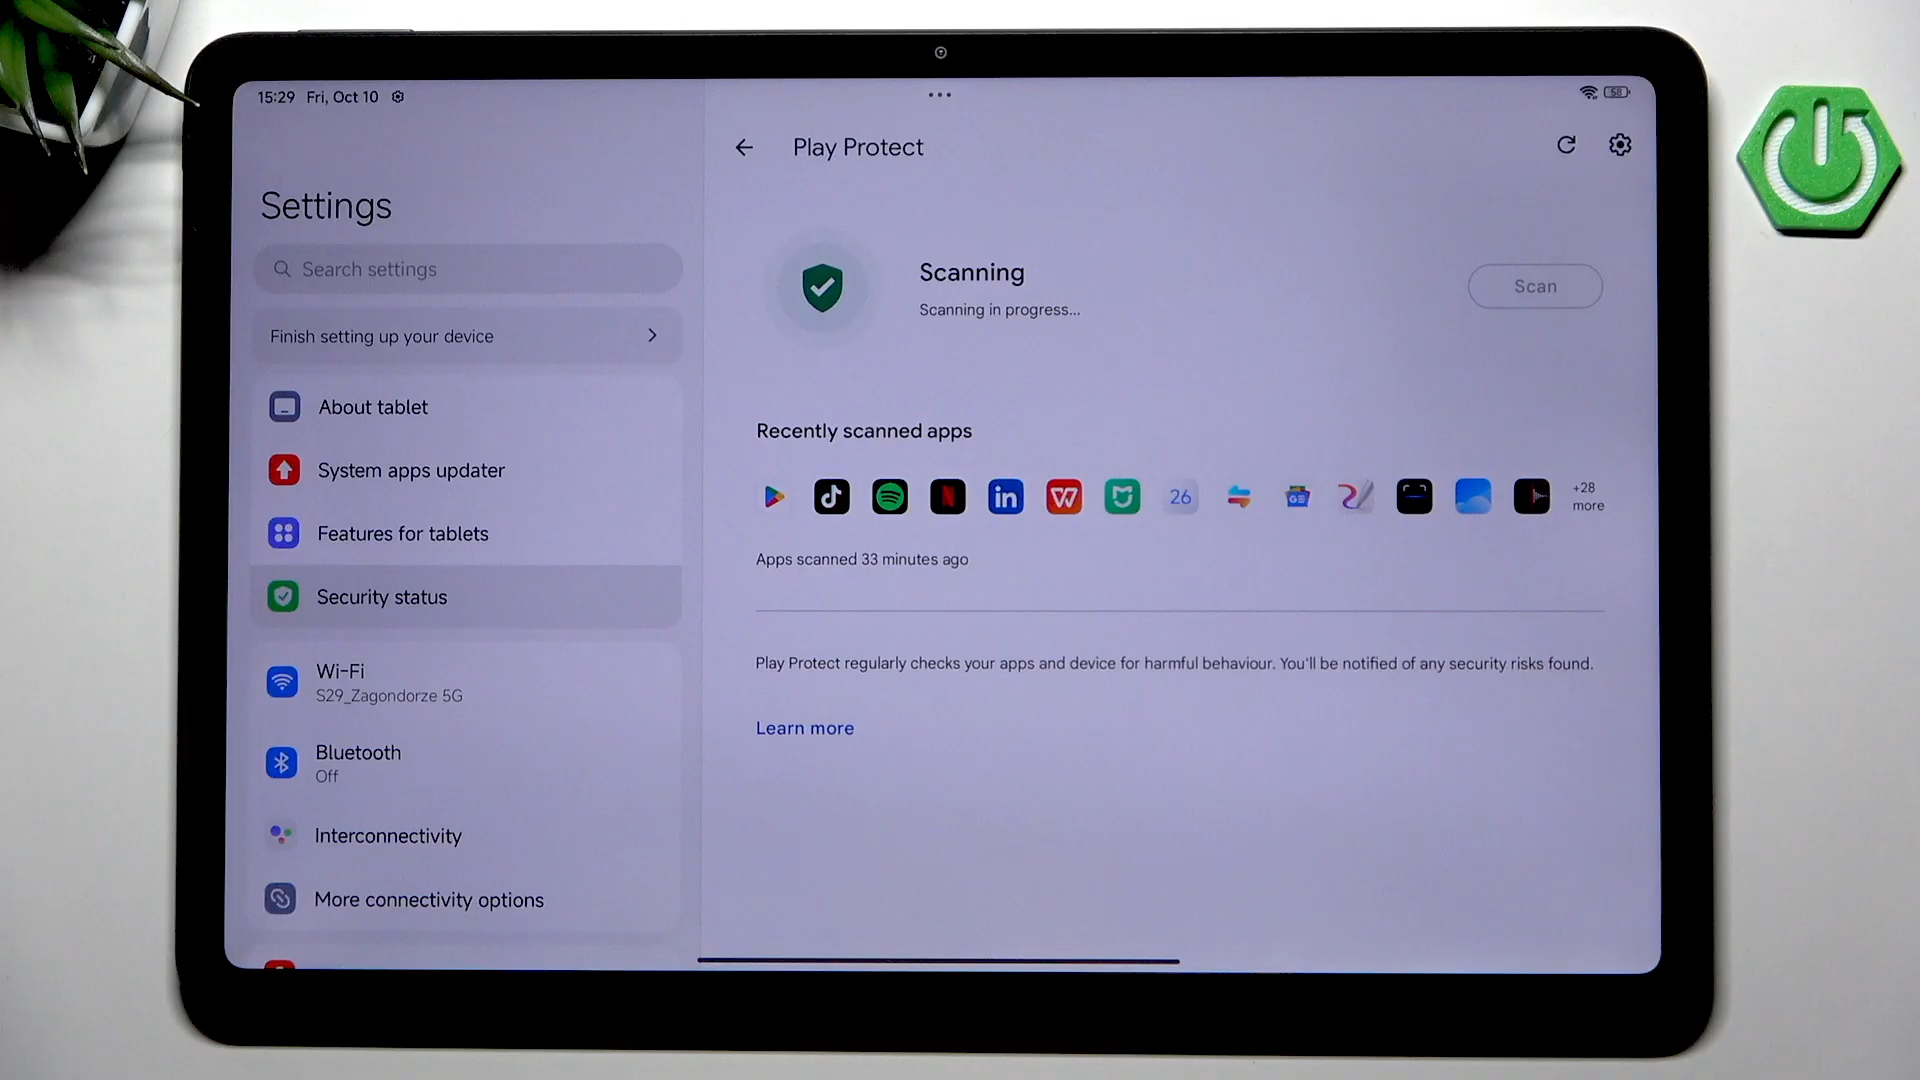 15:29 Fri, Oct 10
58
Settings
Search settings
Finish setting up your device
About tablet
System apps updater
Features for tablets
Security status
Wi-Fi
S29_Zagondorze 5G
Bluetooth
Off
Interconnectivity
More connectivity options
Play Protect
Scanning
Scanning in progress...
Scan
Recently scanned apps
N
in
W
26
GE
+28
more
Apps scanned 33 minutes ago
Play Protect regularly checks your apps and device for harmful behaviour. You'll be notified of any security risks found.
Learn more